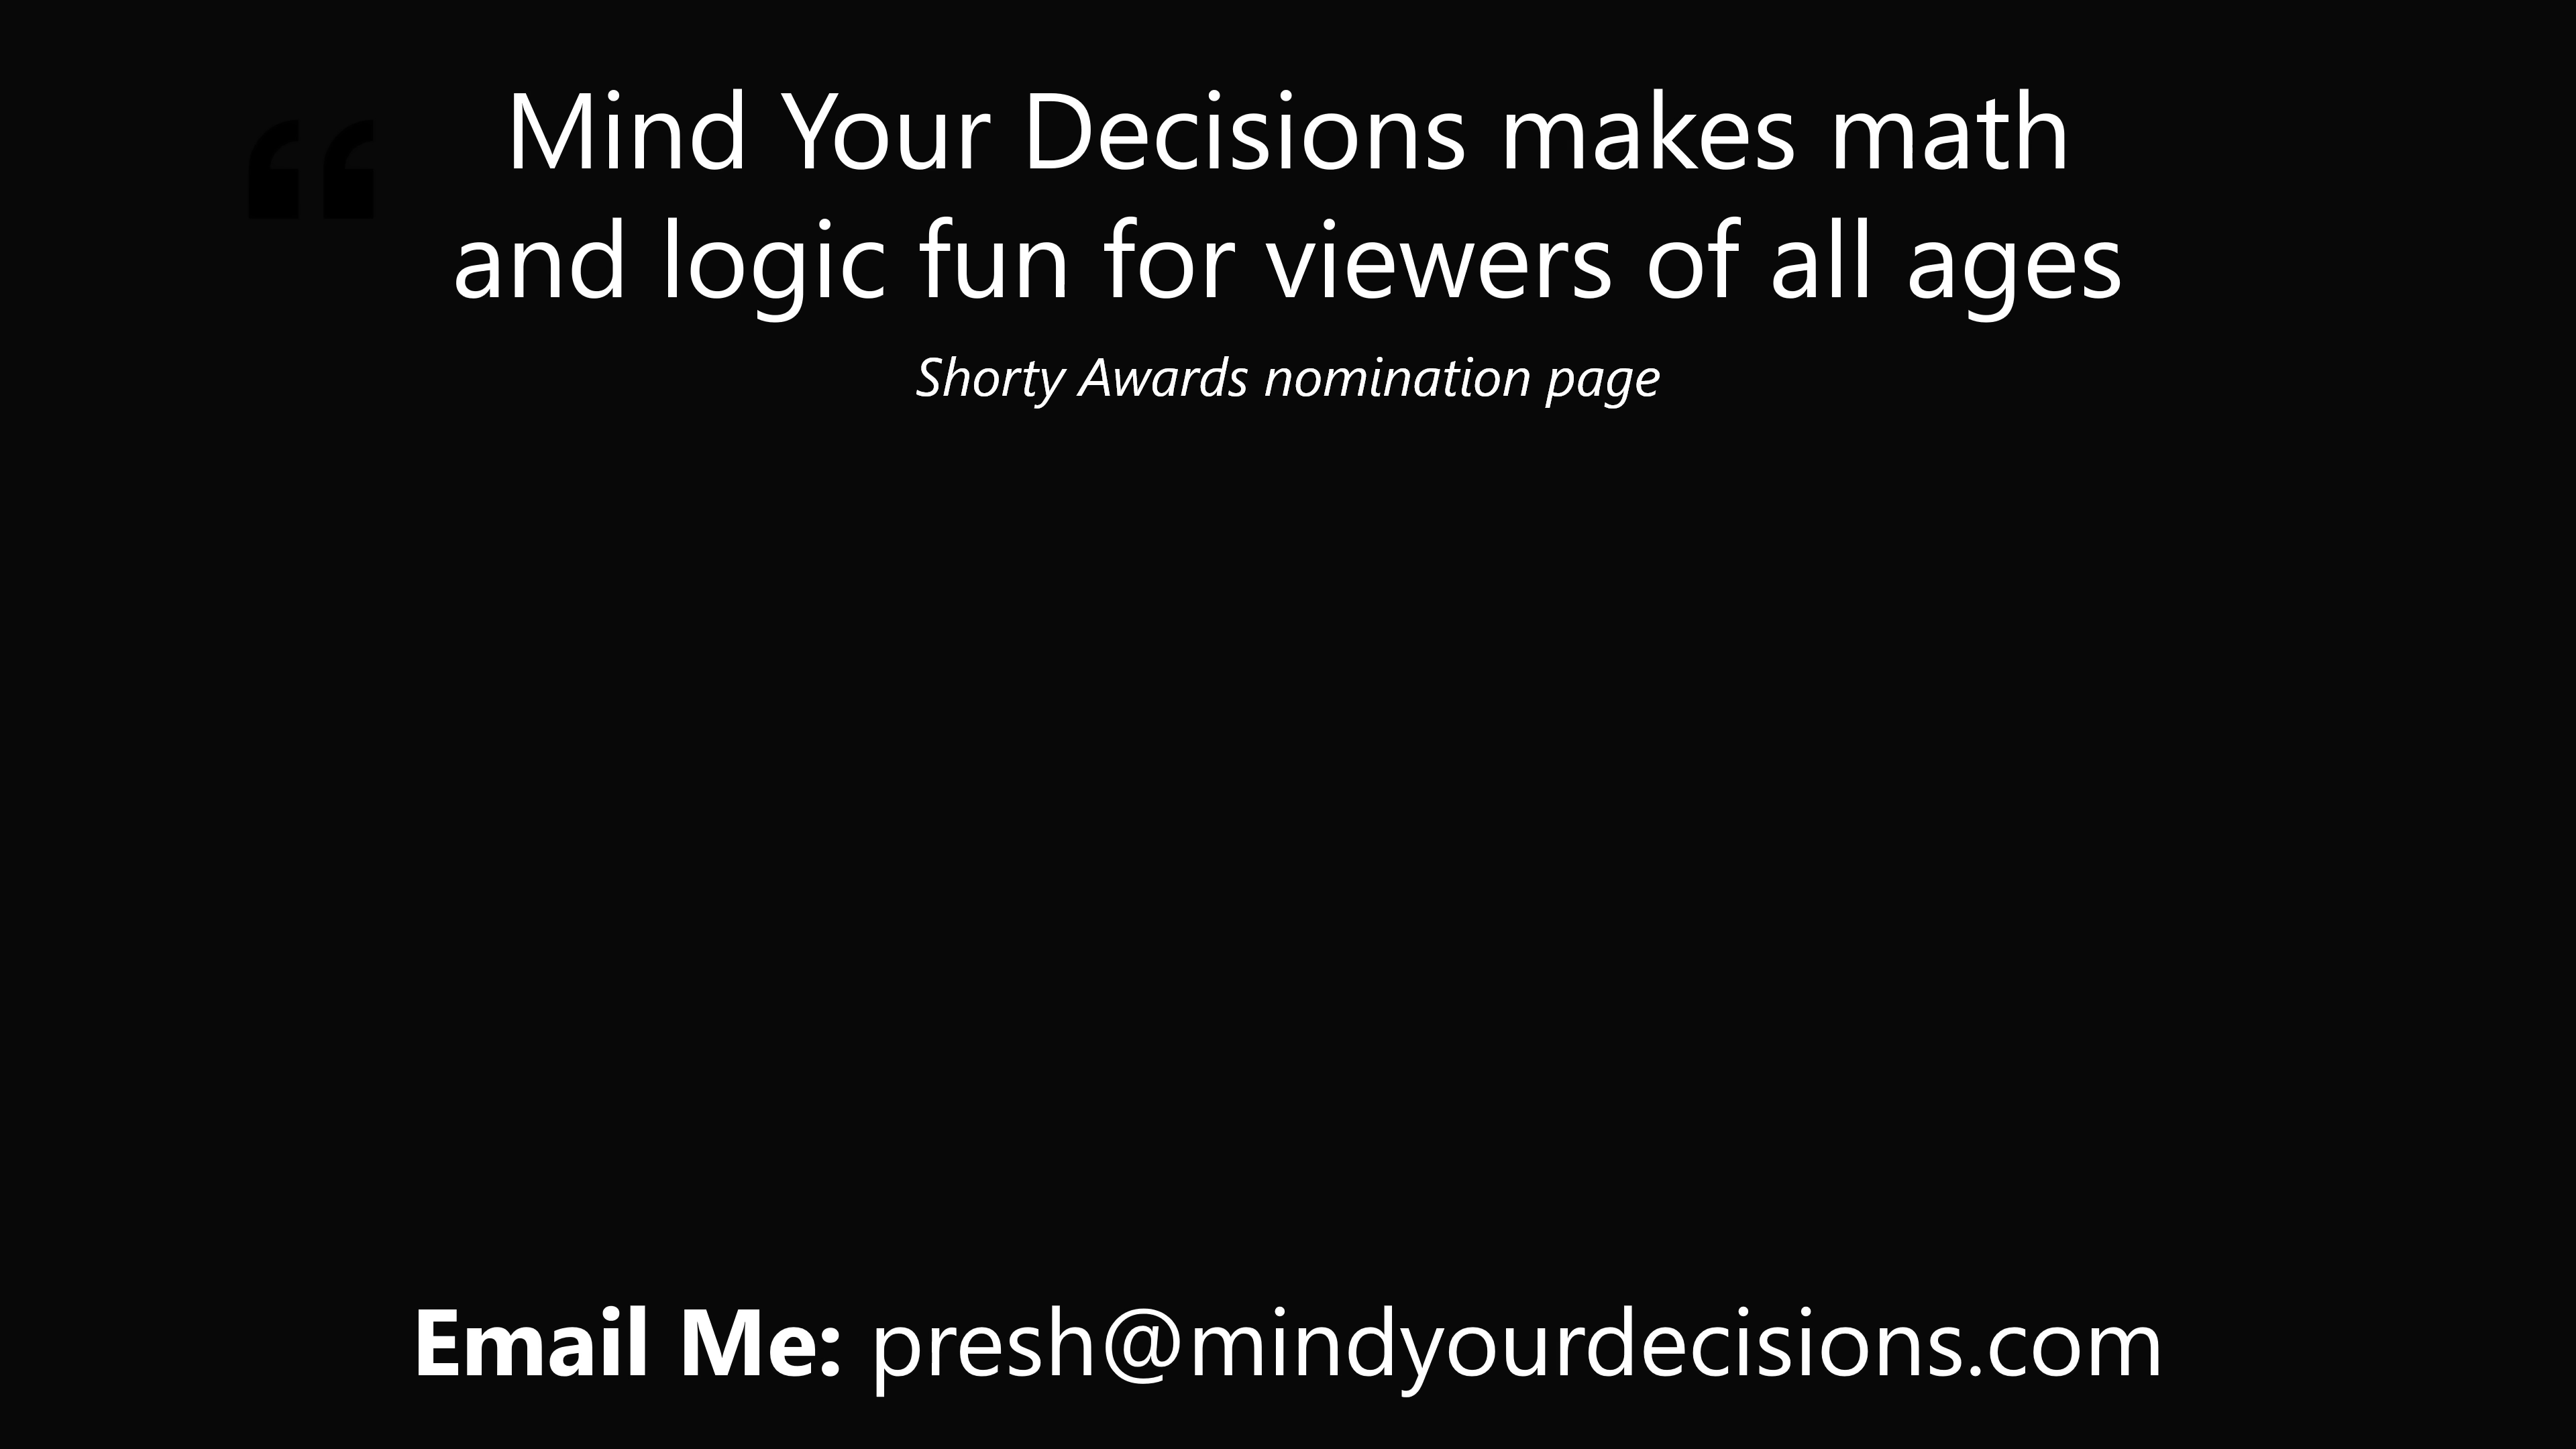 “
Mind Your Decisions makes math
and logic fun for viewers of all ages
Shorty Awards nomination page
Email Me: presh@mindyourdecisions.com